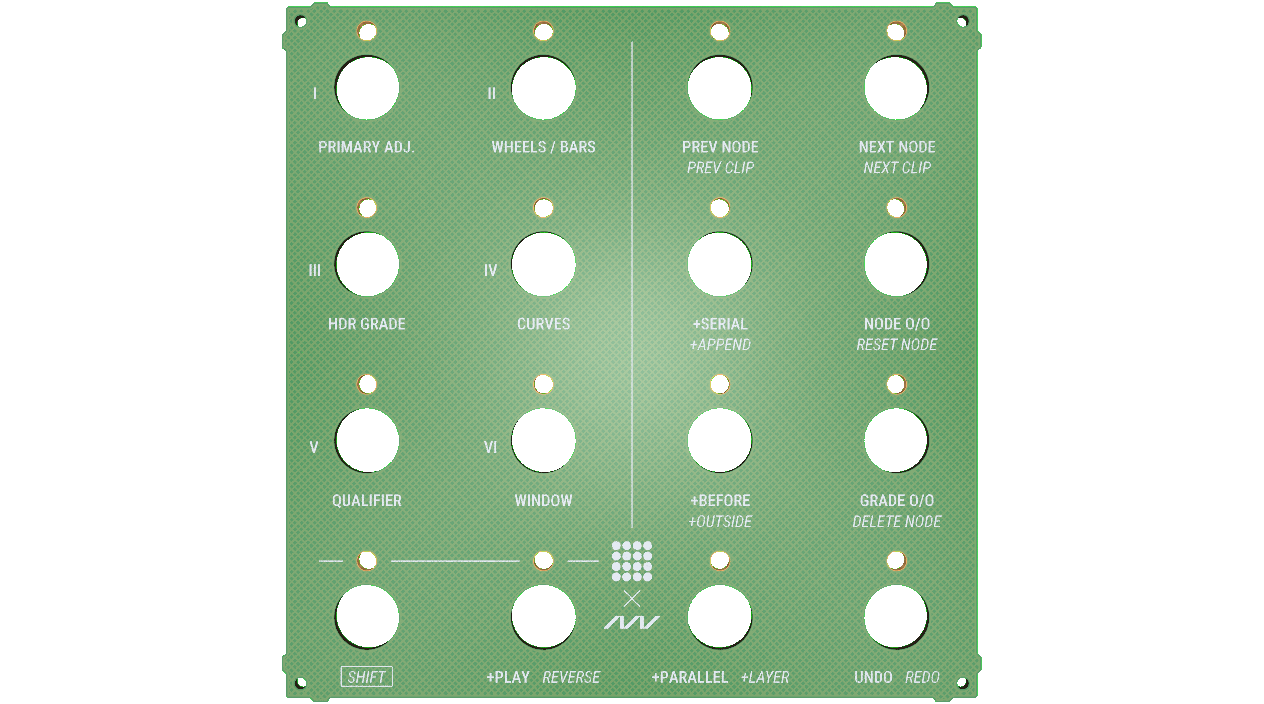 I
II
PRIMARY ADJ.
WHEELS / BARS
PREV NODE
NEXT NODE
PREV CLIP
NEXT CLIP
III
IV
HDR GRADE
CURVES
+SERIAL
NODE O/O
+APPEND
RESET NODE
V
VI
QUALIFIER
WINDOW
+BEFORE
GRADE O/O
+OUTSIDE
DELETE NODE
SHIFT
+PLAY REVERSE
+PARALLEL +LAYER
UNDO REDO